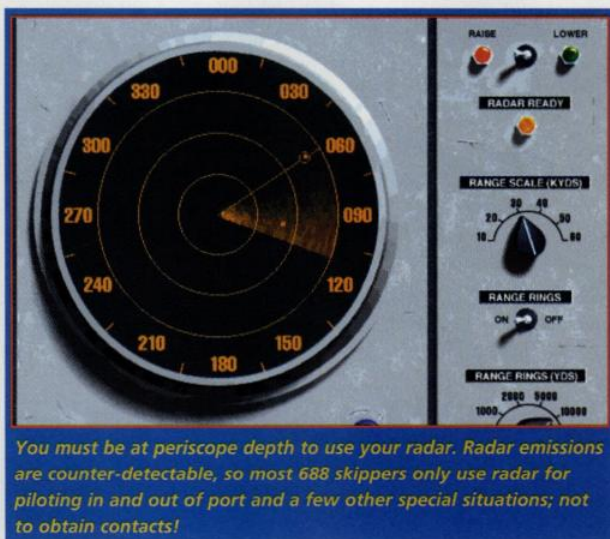 RAISE LOWER
RADAR READY
RANGE SCALE (KYDS)
30 40
20 50
10 60
RANGE RINGS
ON OFF
RANGE RINGS (YDS)
2000 5000
1000 10000
000
330 030
300 060
270 090
240 120
210 150
180
You must be at periscope depth to use your radar. Radar emissions
are counter-detectable, so most 688 skippers only use radar for
piloting in and out of port and a few other special situations; not
to obtain contacts!